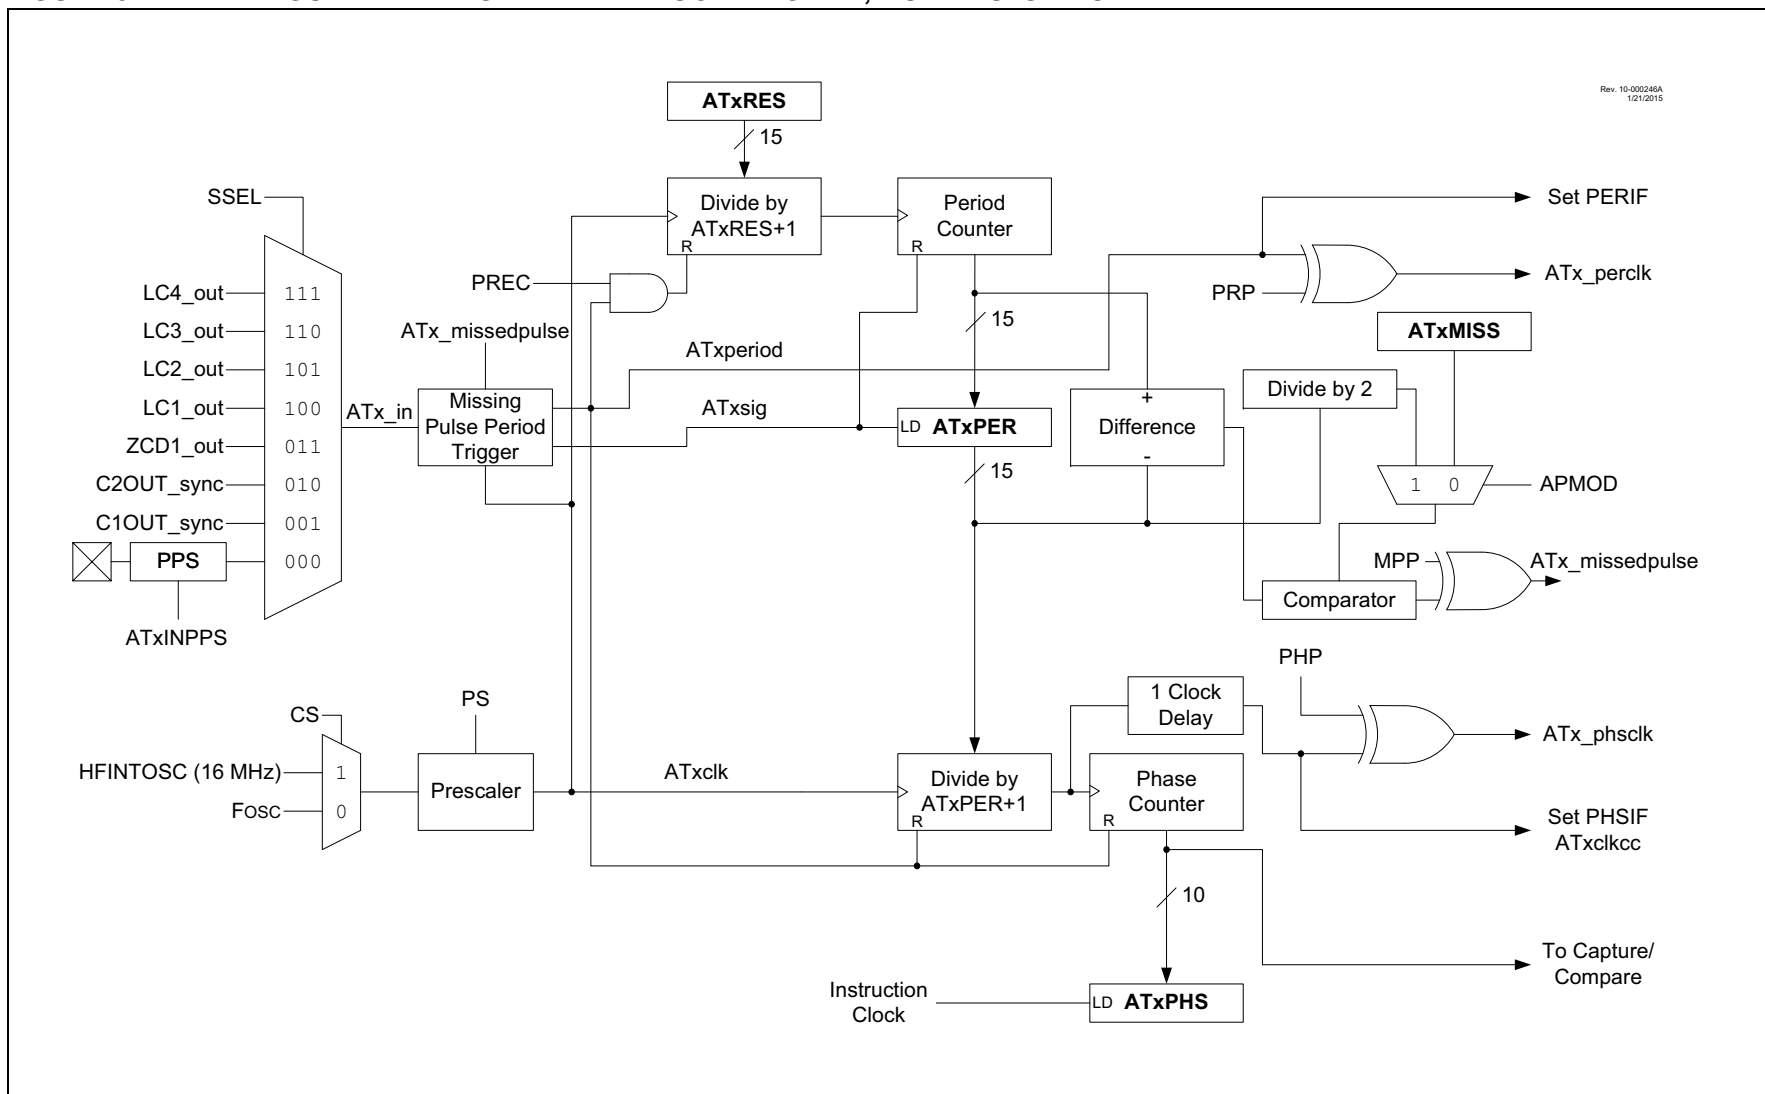 Rev. 10-000246A
1/21/2015
ATxRES
15
SSEL
Divide by
ATxRES+1
R
Period
Counter
R
Set PERIF
PREC
PRP
ATx_perclk
LC4_out
111
LC3_out
110
LC2_out
101
LC1_out
100
ZCD1_out
011
C2OUT_sync
010
C1OUT_sync
001
PPS
000
ATxINPPS
ATx_in
ATx_missedpulse
Missing
Pulse Period
Trigger
ATxperiod
ATxsig
15
LD ATxPER
15
+
Difference
-
ATxMISS
Divide by 2
1 0
APMOD
MPP
ATx_missedpulse
Comparator
PHP
CS
HFINTOSC (16 MHz)
1
FOSC
0
PS
Prescaler
ATxclk
Divide by
ATxPER+1
R
1 Clock
Delay
Phase
Counter
R
ATx_phsclk
Set PHSIF
ATxclkcc
10
To Capture/
Compare
Instruction
Clock
LD ATxPHS